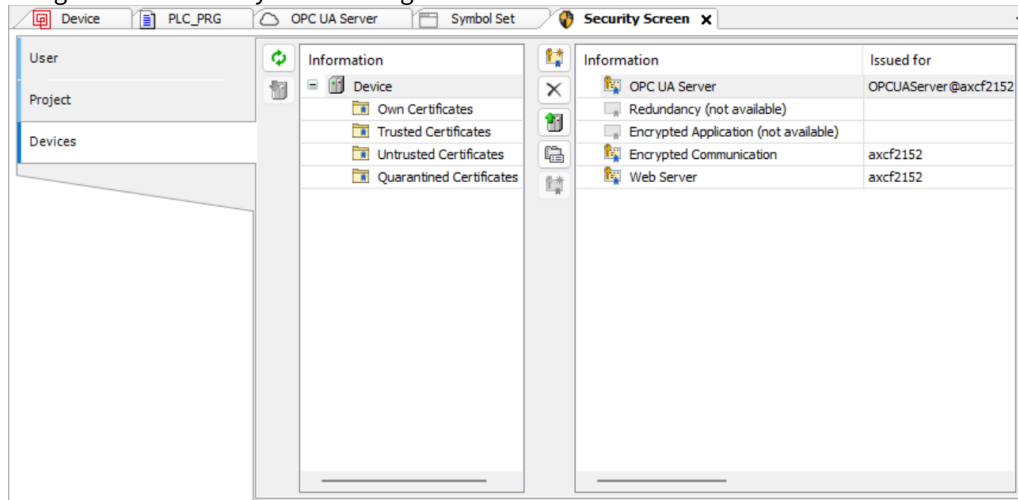 Device PLC_PRG OPC UA Server Symbol Set Security Screen
User
Project
Devices
Information
Device
Own Certificates
Trusted Certificates
Untrusted Certificates
Quarantined Certificates
Information Issued for
OPC UA Server OPCUAServer@axcf2152
Redundancy (not available)
Encrypted Application (not available)
Encrypted Communication axcf2152
Web Server axcf2152